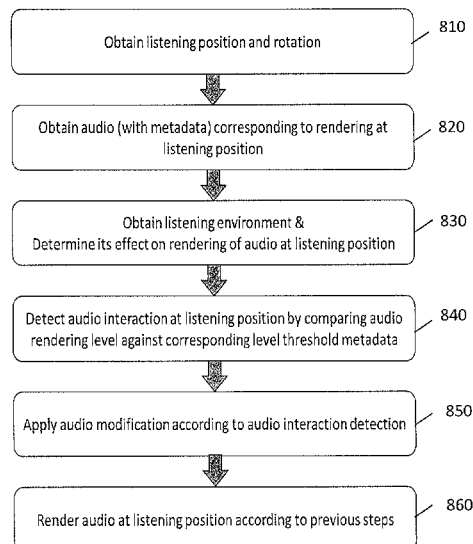 Obtain listening position and rotation
810
Obtain audio (with metadata) corresponding to rendering at
listening position
820
Obtain listening environment &
Determine its effect on rendering of audio at listening position
830
Detect audio interaction at listening position by comparing audio
rendering level against corresponding level threshold metadata
840
Apply audio modification according to audio interaction detection
850
Render audio at listening position according to previous steps
860